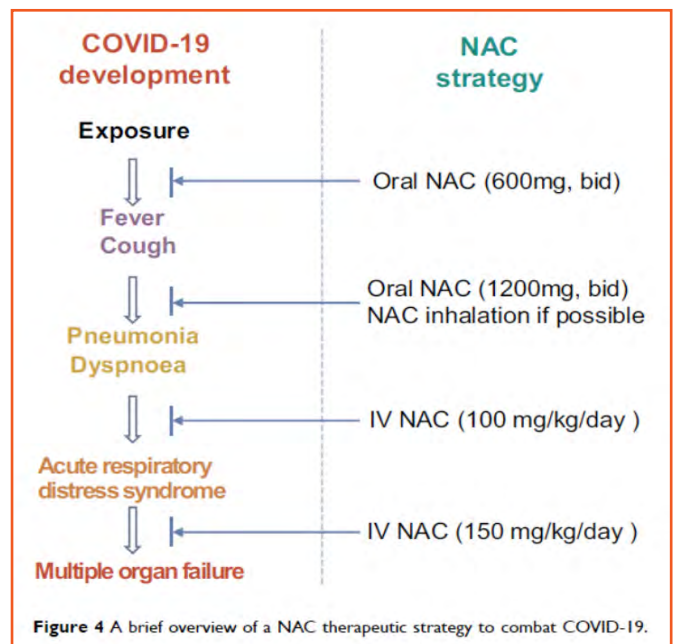 COVID-19
development
NAC
strategy
Exposure
Oral NAC (600mg, bid)
Fever
Cough
Oral NAC (1200mg, bid)
NAC inhalation if possible
Pneumonia
Dyspnoea
IV NAC (100 mg/kg/day )
Acute respiratory
distress syndrome
IV NAC (150 mg/kg/day )
Multiple organ failure
Figure 4 A brief overview of a NAC therapeutic strategy to combat COVID-19.